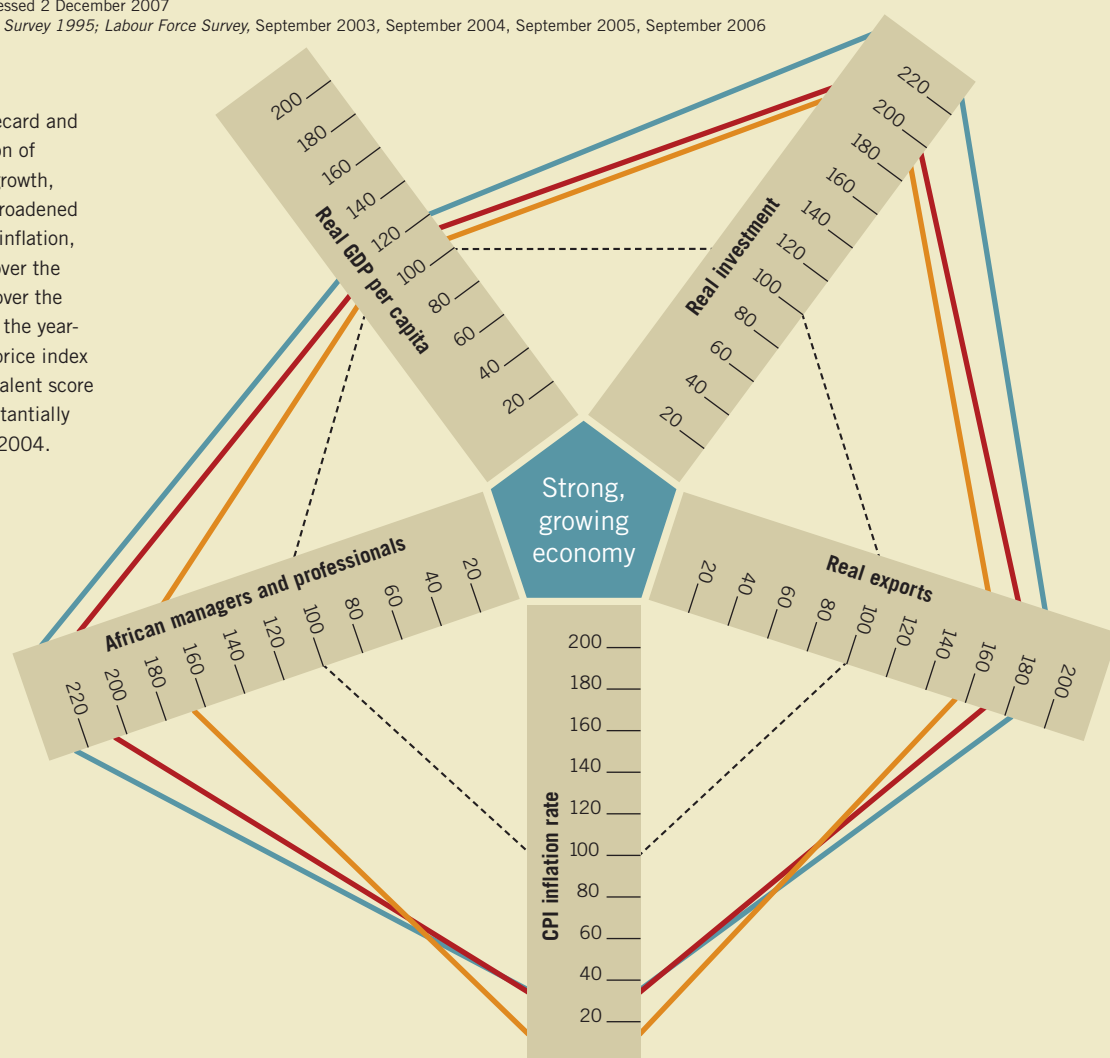 essed 2 December 2007
Survey 1995; Labour Force Survey, September 2003, September 2004, September 2005, September 2006
ecard and
on of
growth,
roadened
inflation,
over the
over the
the year-
price index
alent score
stantially
2004.
Real GDP per capita
200
180
160
140
120
100
80
60
40
20
Real investment
220
200
180
160
140
120
100
80
60
40
20
Strong,
growing
economy
African managers and professionals
220
200
180
160
140
120
100
80
60
40
20
Real exports
20
40
60
80
100
120
140
160
180
200
CPI inflation rate
200
180
160
140
120
100
80
60
40
20